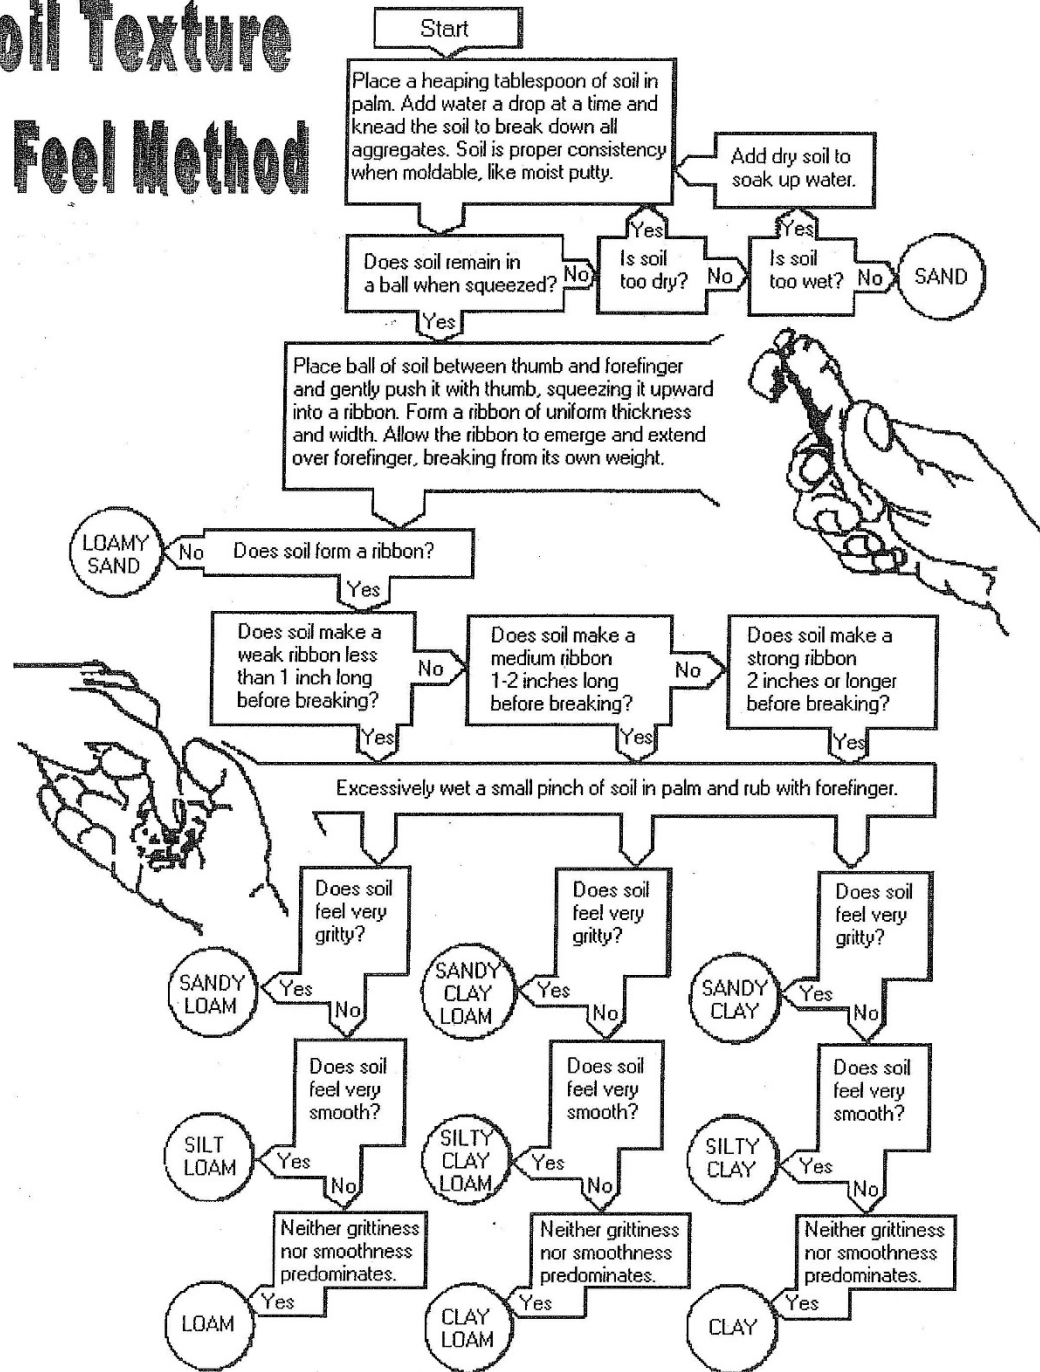 oil Texture
Feel Method
Start
Place a heaping tablespoon of soil in
palm. Add water a drop at a time and
knead the soil to break down all
aggregates. Soil is proper consistency
when moldable, like moist putty.
Add dry soil to
soak up water.
Yes
Yes
Does soil remain in
a ball when squeezed?
No
Is soil
too dry?
No
Is soil
too wet?
No
SAND
Yes
Place ball of soil between thumb and forefinger
and gently push it with thumb, squeezing it upward
into a ribbon. Form a ribbon of uniform thickness
and width. Allow the ribbon to emerge and extend
over forefinger, breaking from its own weight.
LOAMY
SAND
No
Does soil form a ribbon?
Yes
Does soil make a
weak ribbon less
than 1 inch long
before breaking?
No
Does soil make a
medium ribbon
1-2 inches long
before breaking?
No
Does soil make a
strong ribbon
2 inches or longer
before breaking?
Yes
Yes
Yes
Excessively wet a small pinch of soil in palm and rub with forefinger.
Does soil
feel very
gritty?
Does soil
feel very
gritty?
Does soil
feel very
gritty?
SANDY
LOAM
Yes
No
SANDY
CLAY
LOAM
Yes
No
SANDY
CLAY
Yes
No
Does soil
feel very
smooth?
Does soil
feel very
smooth?
Does soil
feel very
smooth?
SILT
LOAM
Yes
No
SILTY
CLAY
LOAM
Yes
No
SILTY
CLAY
Yes
No
Neither grittiness
nor smoothness
predominates.
Neither grittiness
nor smoothness
predominates.
Neither grittiness
nor smoothness
predominates.
LOAM
Yes
CLAY
LOAM
Yes
CLAY
Yes